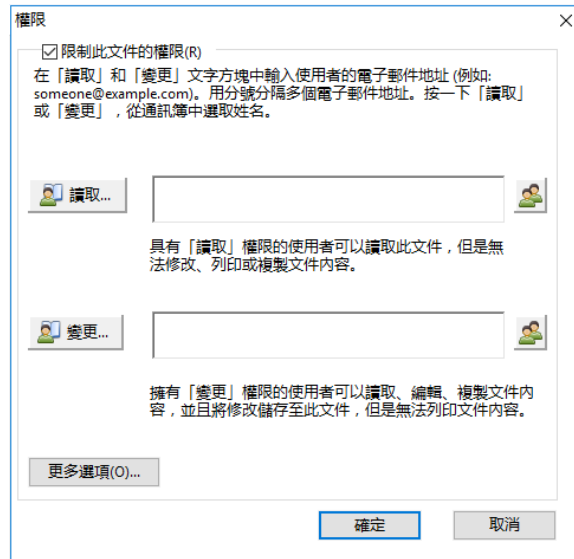 權限
限制此文件的權限(R)
在「讀取」和「變更」文字方塊中輸入使用者的電子郵件地址 (例如:
someone@example.com)。用分號分隔多個電子郵件地址。按一下「讀取」
或「變更」，從通訊簿中選取姓名。
讀取...
具有「讀取」權限的使用者可以讀取此文件，但是無
法修改、列印或複製文件內容。
變更...
擁有「變更」權限的使用者可以讀取、編輯、複製文件內
容，並且將修改儲存至此文件，但是無法列印文件內容。
更多選項(O)...
確定
取消